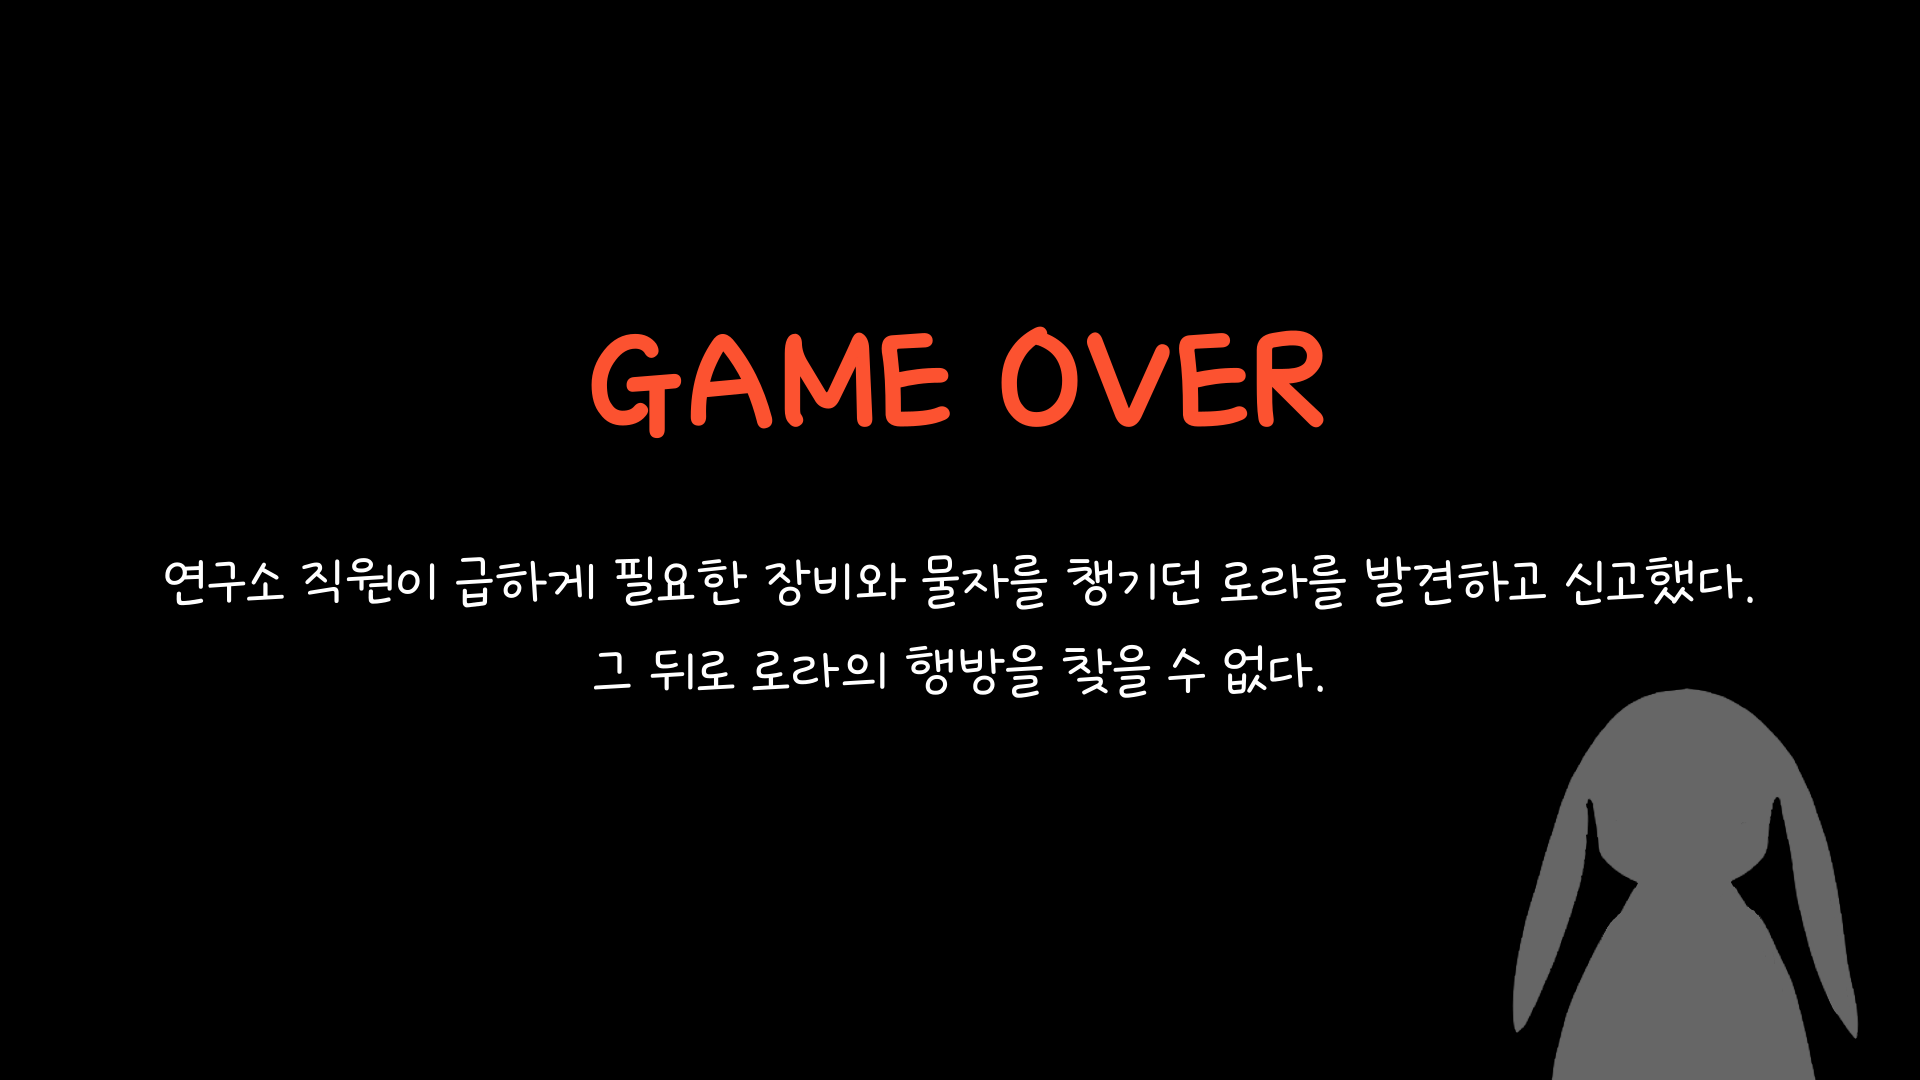 GAME OVER
연구소 직원이 급하게 필요한 장비와 물자를 챙기던 로라를 발견하고 신고했다.
그 뒤로 로라의 행방을 찾을 수 없다.